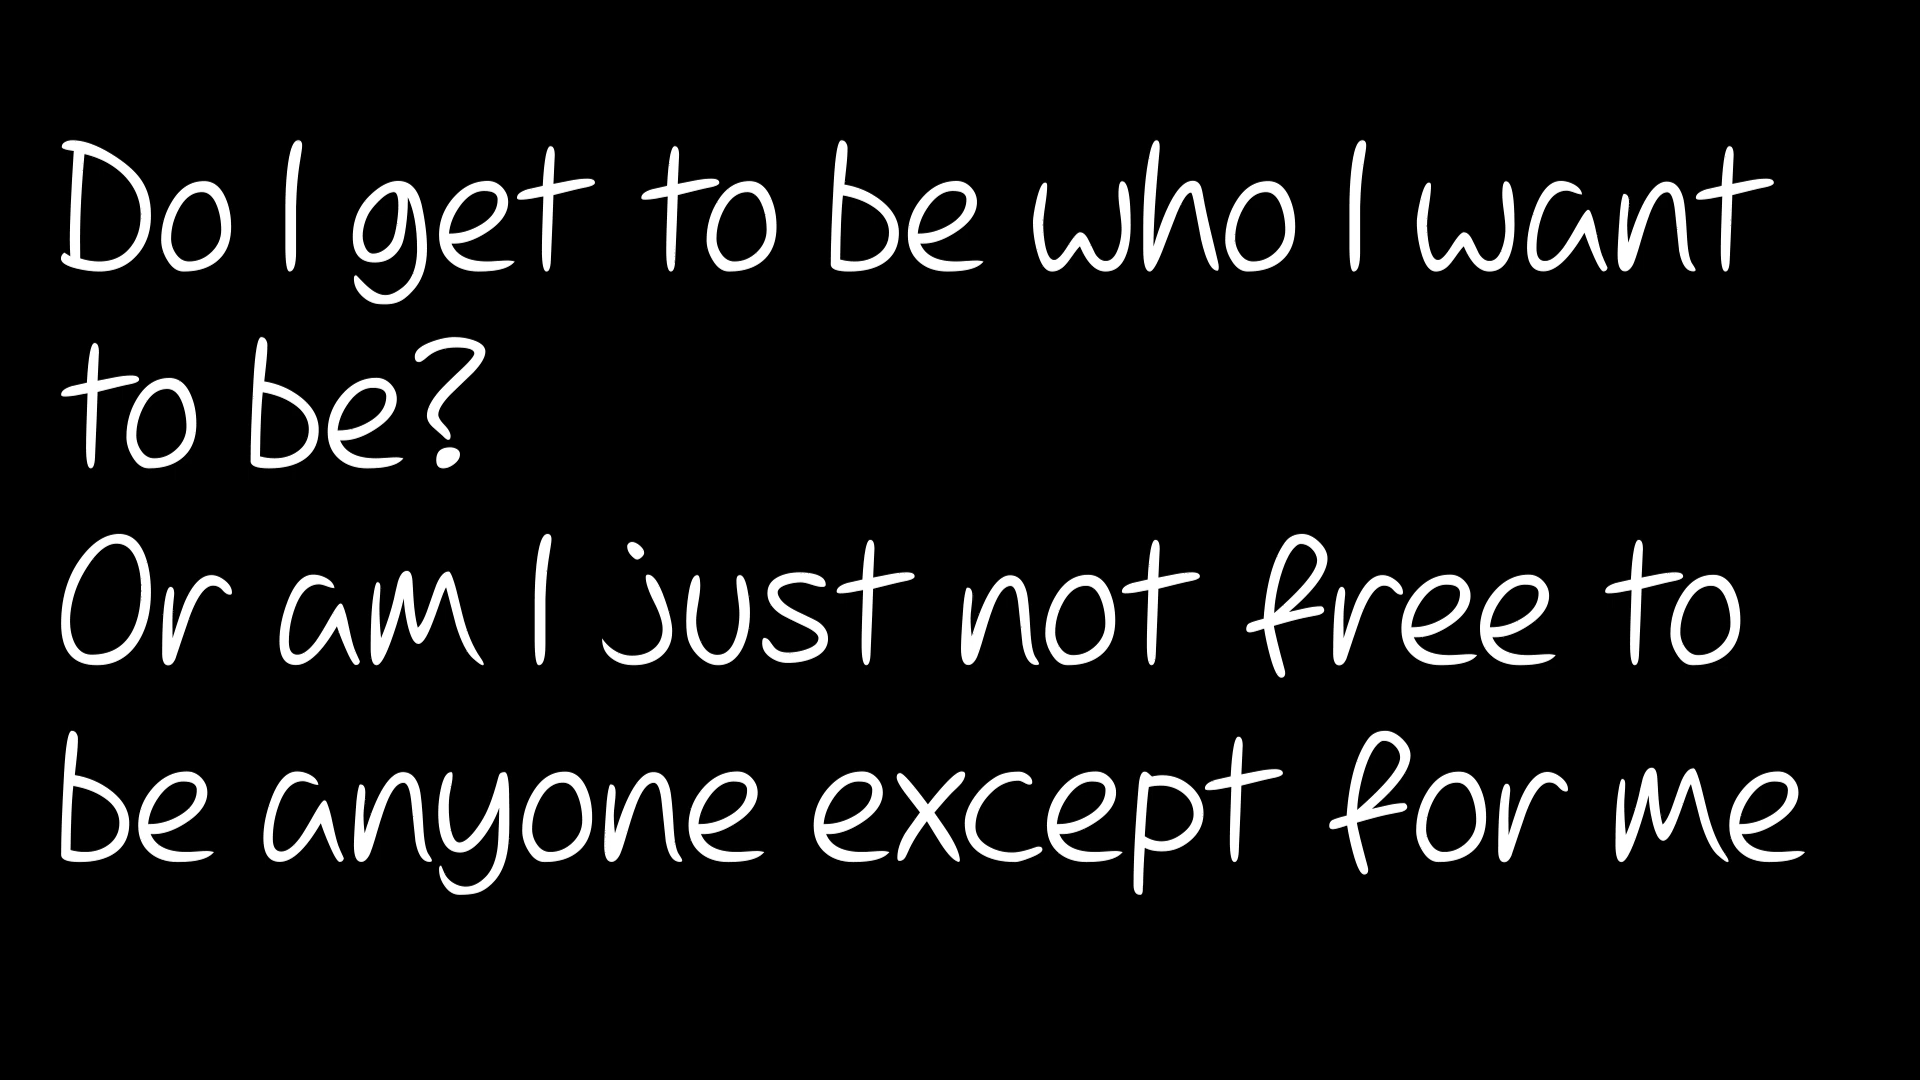 Do I get to be who I want
to be?
Or am I just not free to
be anyone except for me